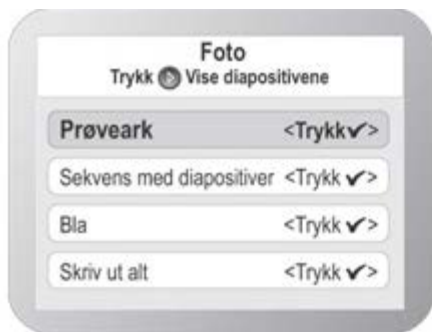 Foto
Trykk Vise diapositivene
Prøveark <Trykk✔>
Sekvens med diapositiver <Trykk ✔>
Bla <Trykk ✔>
Skriv ut alt <Trykk ✔>